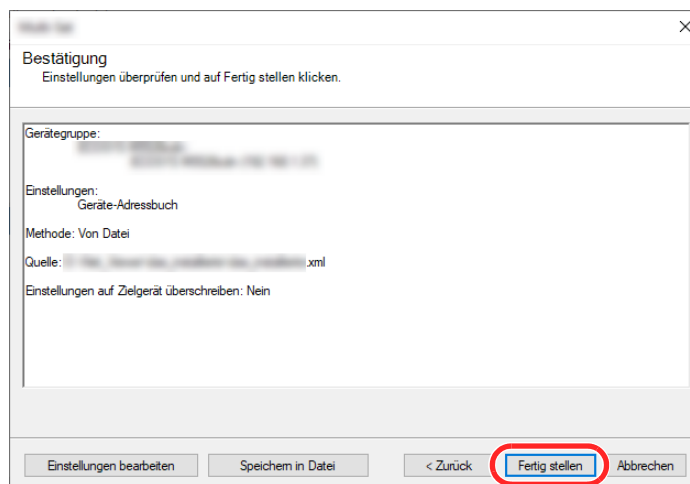 Bestätigung
Einstellungen überprüfen und auf Fertig stellen klicken.
Gerätegruppe:
Einstellungen:
Geräte-Adressbuch
Methode: Von Datei
Quelle: .xml
Einstellungen auf Zielgerät überschreiben: Nein
Einstellungen bearbeiten Speichern in Datei < Zurück Fertig stellen Abbrechen